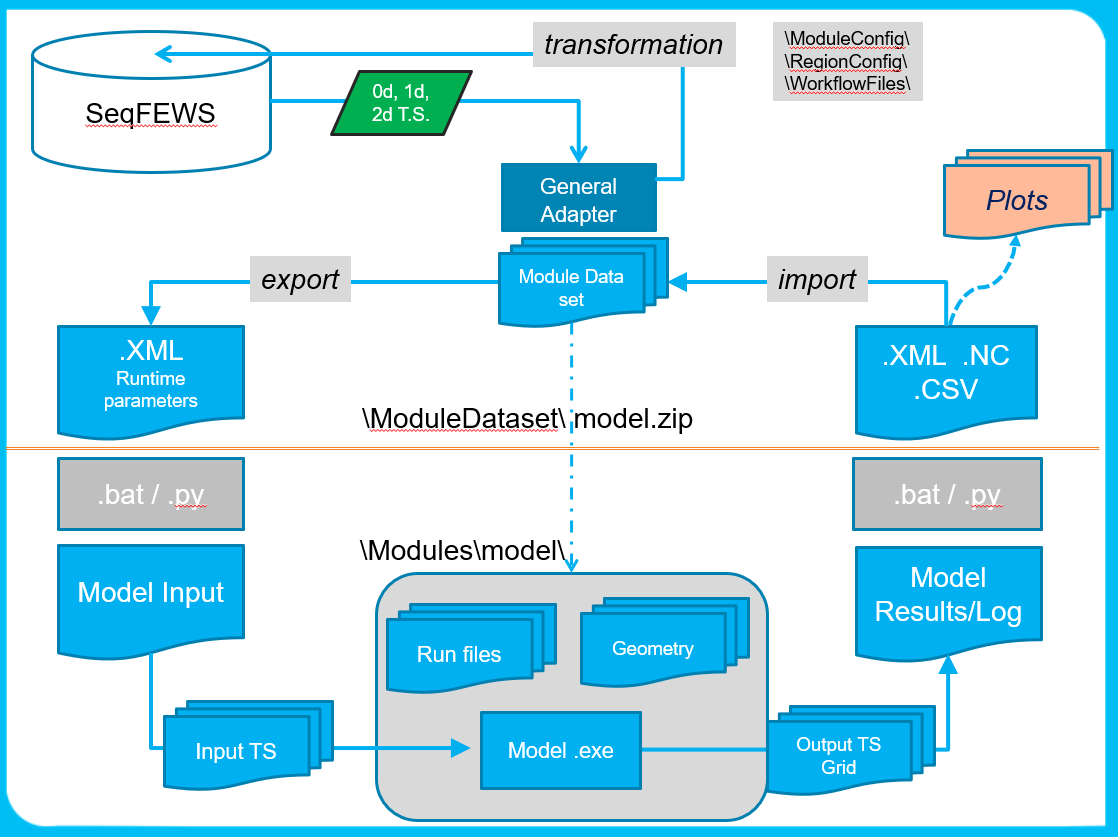 transformation
\ModuleConfig\
\RegionConfig\
\WorkflowFiles\
SeqFEWS
0d, 1d,
2d T.S.
General
Adapter
Plots
export
Module Data
set
import
.XML
Runtime
parameters
.XML  .NC
.CSV
\ModuleDataset\ model.zip
.bat / .py
.bat / .py
\Modules\model\
Model Input
Model
Results/Log
Run files
Geometry
Input TS
Model .exe
Output TS
Grid